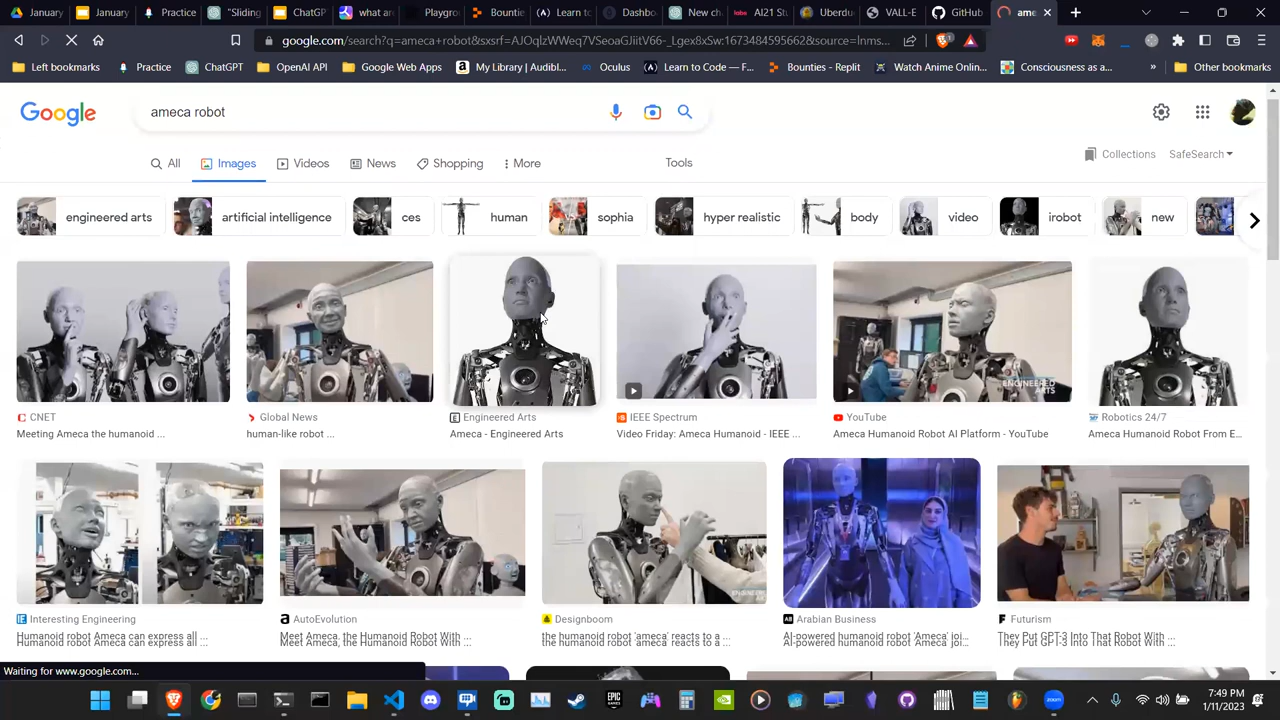 January
January
Practice
"Sliding
ChatGP
what are
Playgro
Bountie
Learn to
Dashbo
New ch
labs AI21 St
Uberdu
VALL-E
GitHub
ame
google.com/search?q=ameca+robot&sxsrf=AJOqlzWWeq7VSeoaGJiitV66-_Lgex8xSw:1673484595662&source=lnms...
Left bookmarks
Practice
ChatGPT
OpenAI API
Google Web Apps
My Library | Audibl...
Oculus
Learn to Code — F...
Bounties - Replit
Watch Anime Onlin...
Consciousness as a...
»
Other bookmarks
Google
ameca robot
All
Images
Videos
News
Shopping
More
Tools
Collections
SafeSearch
engineered arts
artificial intelligence
ces
human
sophia
hyper realistic
body
video
irobot
new
ENGINEERED
ARTS
CNET
Meeting Ameca the humanoid ...
Global News
human-like robot ...
Engineered Arts
Ameca - Engineered Arts
IEEE Spectrum
Video Friday: Ameca Humanoid - IEEE ...
YouTube
Ameca Humanoid Robot AI Platform - YouTube
Robotics 24/7
Ameca Humanoid Robot From E...
Interesting Engineering
Humanoid robot Ameca can express all ...
AutoEvolution
Meet Ameca, the Humanoid Robot With ...
Designboom
the humanoid robot 'ameca' reacts to a ...
Arabian Business
AI-powered humanoid robot 'Ameca' joi...
Futurism
They Put GPT-3 Into That Robot With ...
Waiting for www.google.com...
EPIC
GAMES
zoom
7:49 PM
1/11/2023